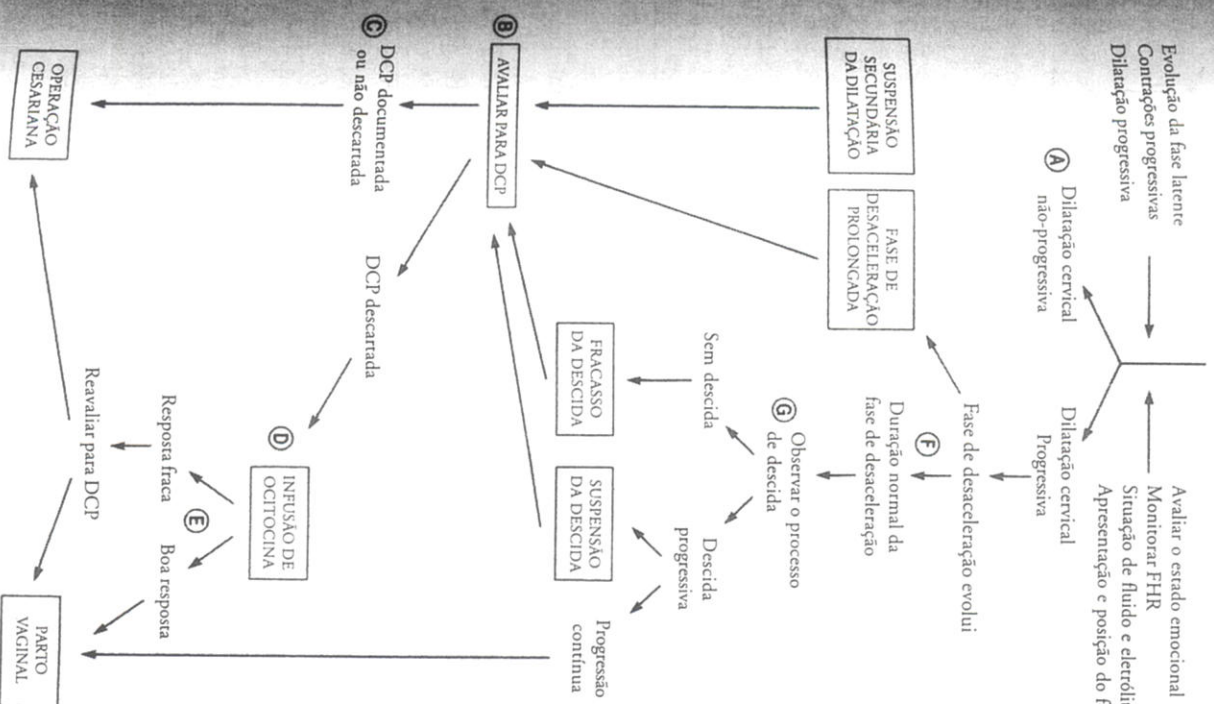 Evolução da fase latente
Contrações progressivas
Dilatação progressiva
Avaliar o estado emocional
Monitorar FHR
Situação de fluido e
Apresentação e posição do
A
Dilatação cervical
não-progressiva
Dilatação cervical
Progressiva
Fase de desaceleração evolui
F
Duração normal da
fase de desaceleração
SUSPENSÃO
SECUNDÁRIA
DA DILATAÇÃO
FASE DE
DESACELERAÇÃO
PROLONGADA
G
Observar o processo
de descida
Sem descida
Descida
progressiva
FRACASSO
DA DESCIDA
SUSPENSÃO
DA DESCIDA
Progressão
contínua
B
AVALIAR PARA DCP
C
DCP documentada
ou não descartada
DCP descartada
D
INFUSÃO DE
OCITOCINA
E
Resposta fraca
Boa resposta
Reavaliar para DCP
OPERAÇÃO
CESARIANA
PARTO
VAGINAL